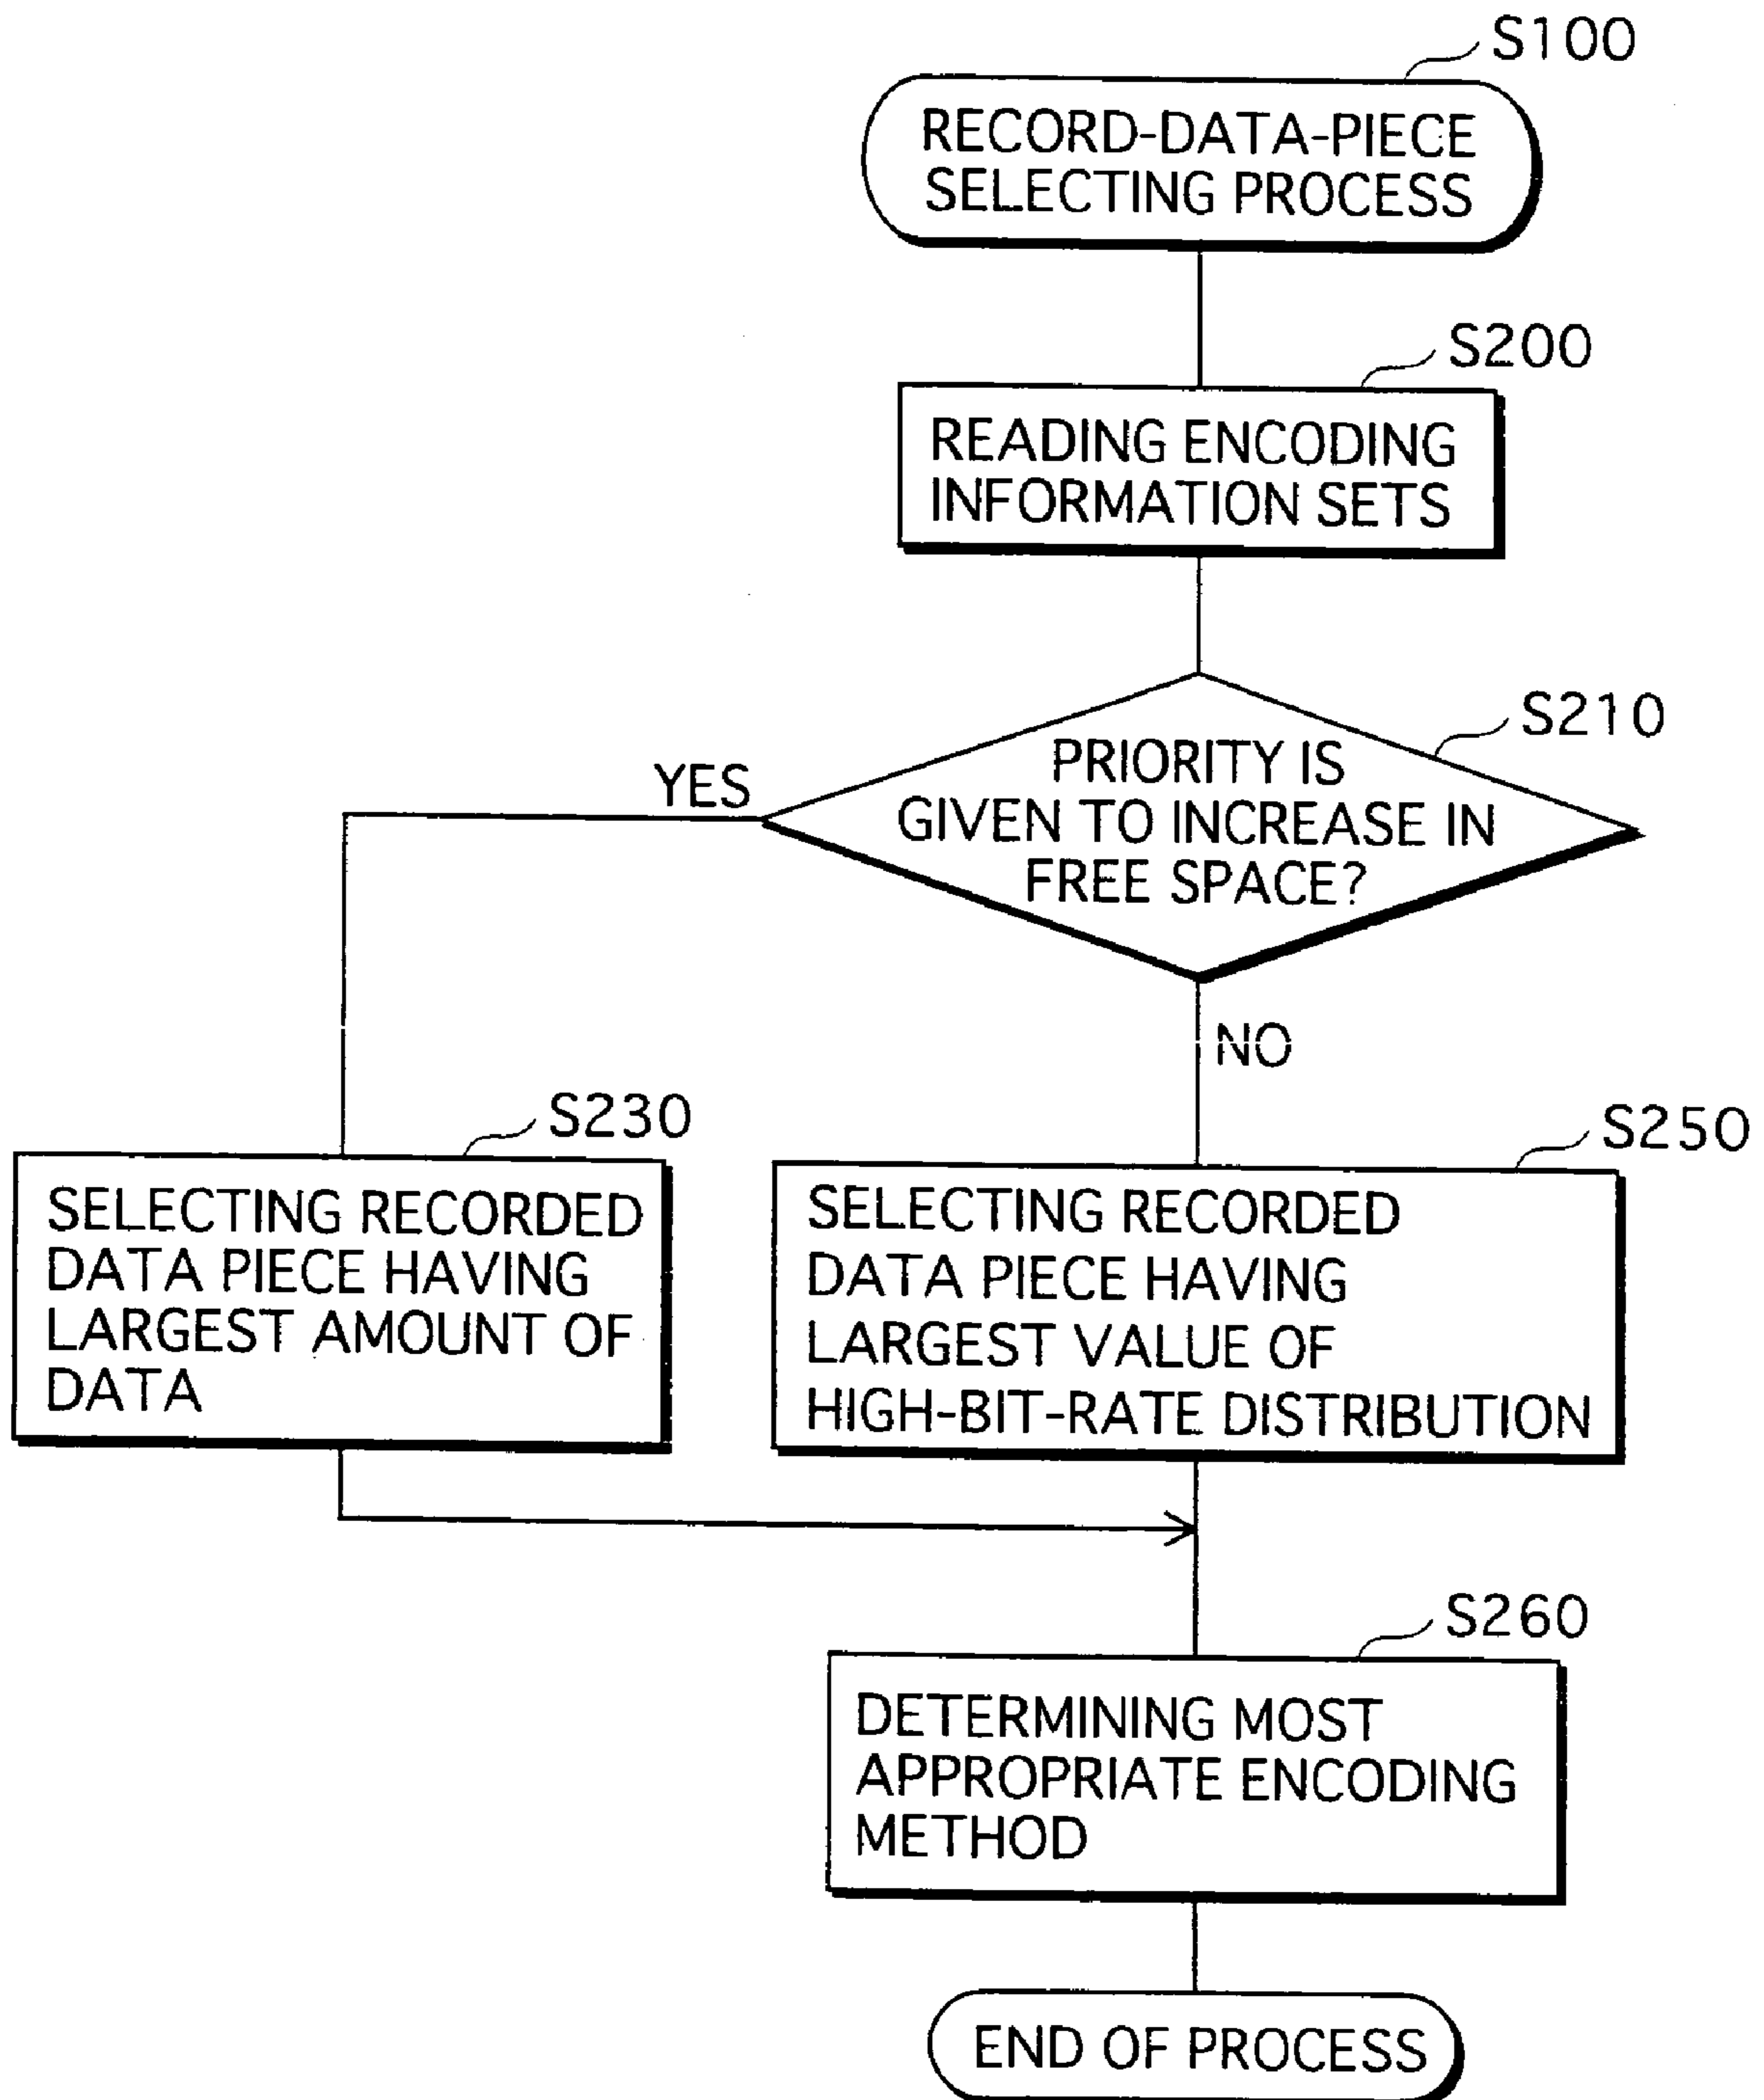 S100
RECORD-DATA-PIECE
SELECTING PROCESS
S200
READING ENCODING
INFORMATION SETS
S210
PRIORITY IS
GIVEN TO INCREASE IN
FREE SPACE?
YES
NO
S230
SELECTING RECORDED
DATA PIECE HAVING
LARGEST AMOUNT OF
DATA
S250
SELECTING RECORDED
DATA PIECE HAVING
LARGEST VALUE OF
HIGH-BIT-RATE DISTRIBUTION
S260
DETERMINING MOST
APPROPRIATE ENCODING
METHOD
END OF PROCESS